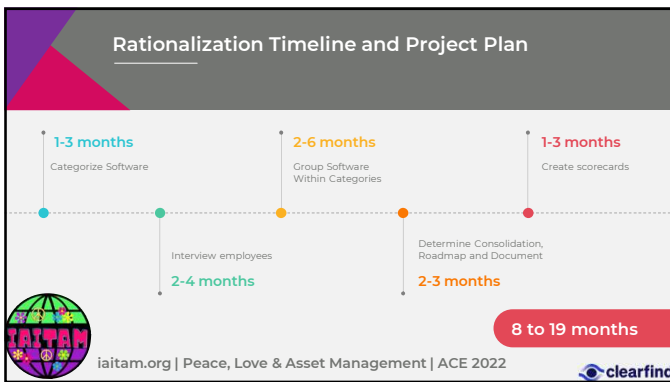 Rationalization Timeline and Project Plan
1-3 months
Categorize Software
Interview employees
2-4 months
2-6 months
Group Software
Within Categories
Determine Consolidation,
Roadmap and Document
2-3 months
1-3 months
Create scorecards
8 to 19 months
IAITAM
iaitam.org | Peace, Love & Asset Management | ACE 2022
clearfind